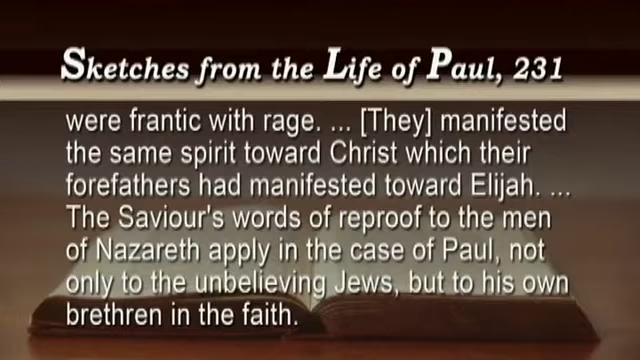 Sketches from the Life of Paul, 231
were frantic with rage. ... [They] manifested
the same spirit toward Christ which their
forefathers had manifested toward Elijah. ...
The Saviour's words of reproof to the men
of Nazareth apply in the case of Paul, not
only to the unbelieving Jews, but to his own
brethren in the faith.